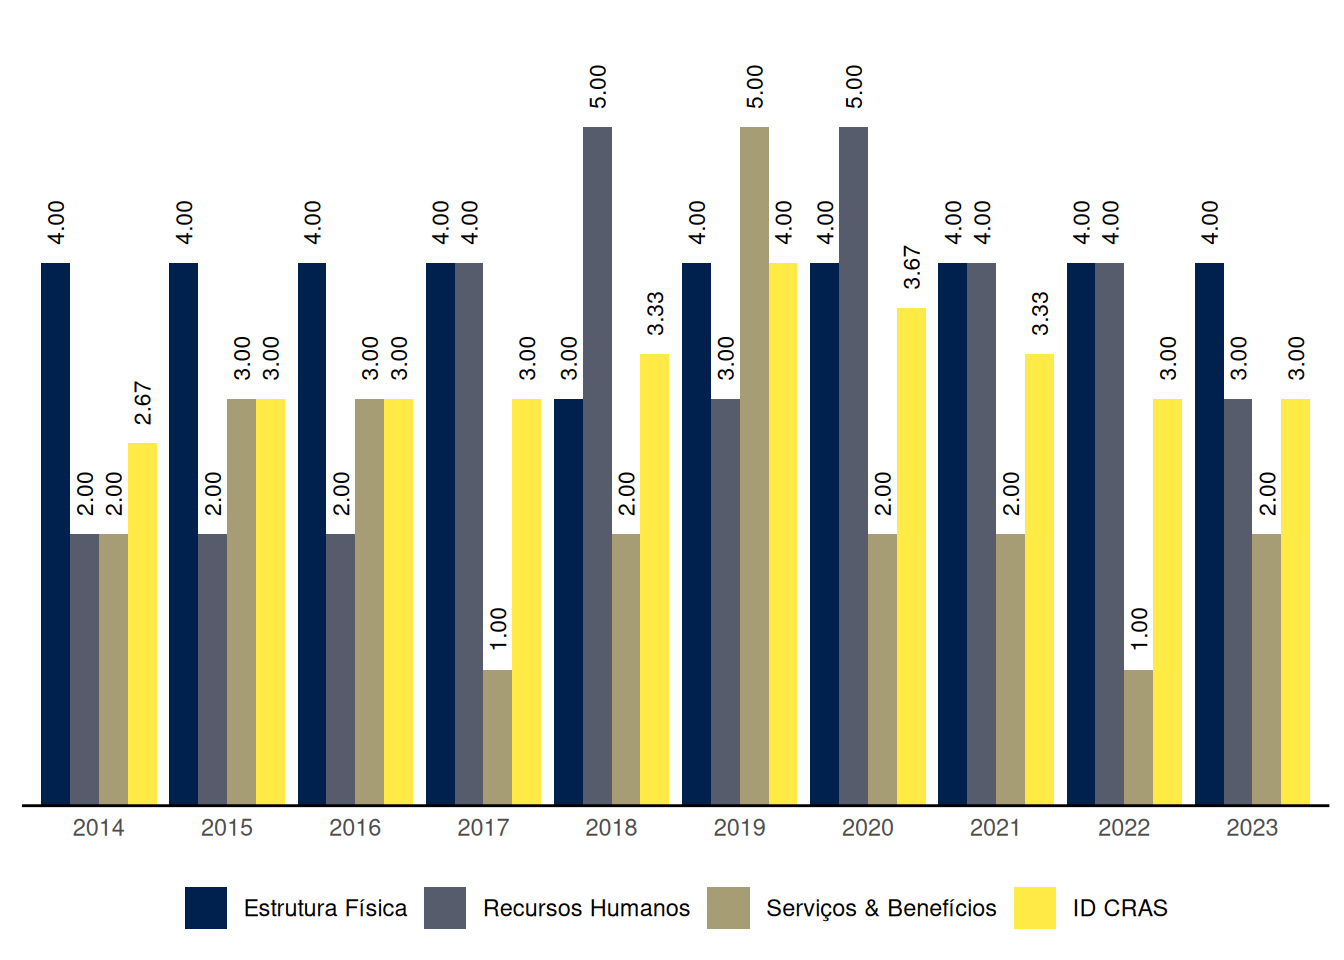 5.00 5.00 5.00
4.00 4.00 4.00 4.00 4.00 4.00 4.00 4.00 4.00 4.00 4.00 4.00 4.00
3.67
3.33 3.33
3.00 3.00 3.00 3.00 3.00 3.00 3.00 3.00 3.00 3.00 3.00
2.67
2.00 2.00 2.00 2.00 2.00 2.00 2.00 2.00
1.00 1.00
2014 2015 2016 2017 2018 2019 2020 2021 2022 2023
Estrutura Física Recursos Humanos Serviços & Benefícios ID CRAS